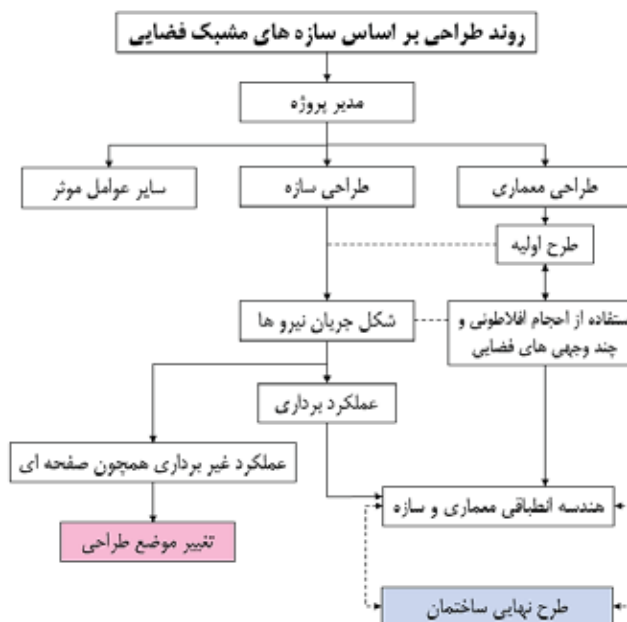 روند طراحی بر اساس سازه های مشبک فضایی
مدیر پروژه
طراحی معماری
طراحی سازه
سایر عوامل موثر
طرح اولیه
ستفاده از احجام افلاطونی و
چند وجهی های فضایی
شکل جریان نیرو ها
عملکرد برداری
عملکرد غیر برداری همچون صفحه ای
هندسه انطباقی معماری و سازه
تغییر موضع طراحی
طرح نهایی ساختمان